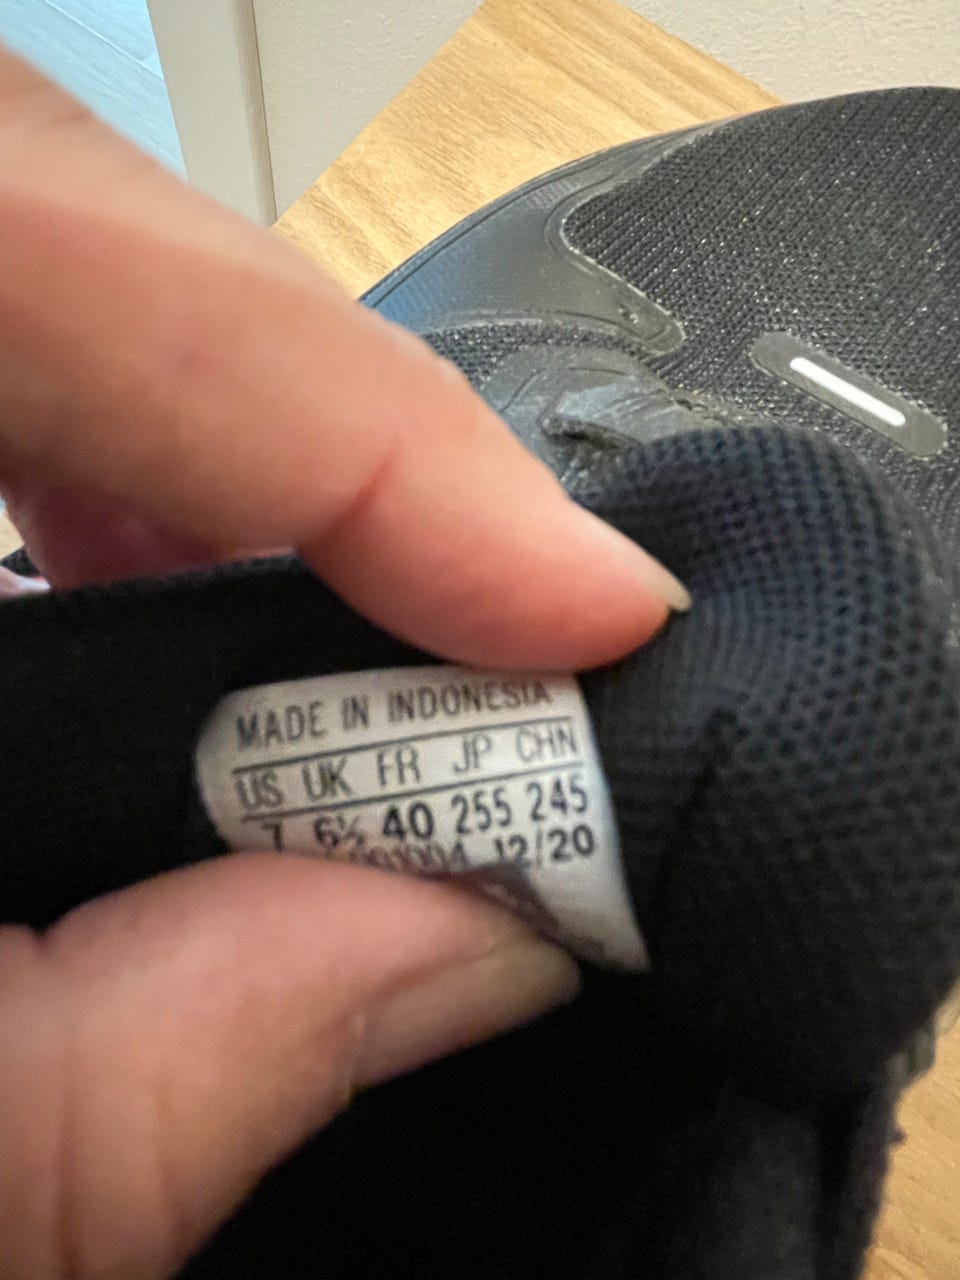 MADE IN INDONESIA
US UK FR JP CHN
7 6½ 40 255 245
12/20